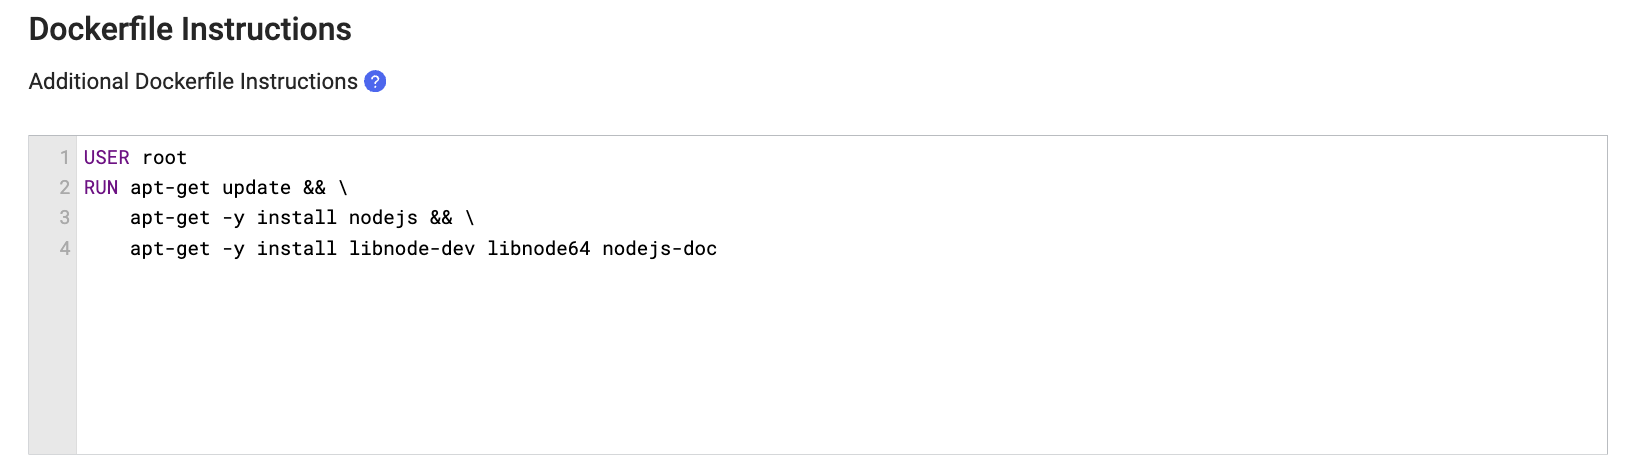 Dockerfile Instructions
Additional Dockerfile Instructions ?
1 USER root
2 RUN apt-get update && \
3     apt-get -y install nodejs && \
4     apt-get -y install libnode-dev libnode64 nodejs-doc